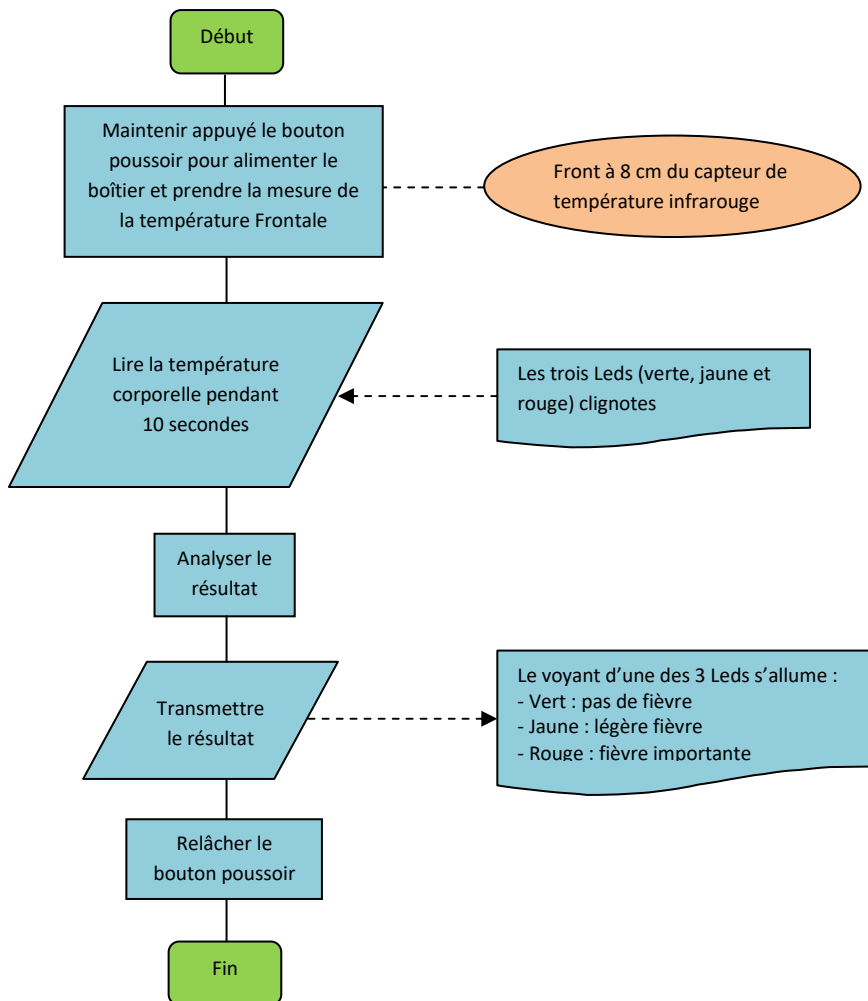 Début
Maintenir appuyé le bouton
poussoir pour alimenter le
boîtier et prendre la mesure de
la température Frontale
Front à 8 cm du capteur de
température infrarouge
Lire la température
corporelle pendant
10 secondes
Les trois Leds (verte, jaune et
rouge) clignotes
Analyser le
résultat
Transmettre
le résultat
Le voyant d’une des 3 Leds s’allume :
- Vert : pas de fièvre
- Jaune : légère fièvre
- Rouge : fièvre importante
Relâcher le
bouton poussoir
Fin